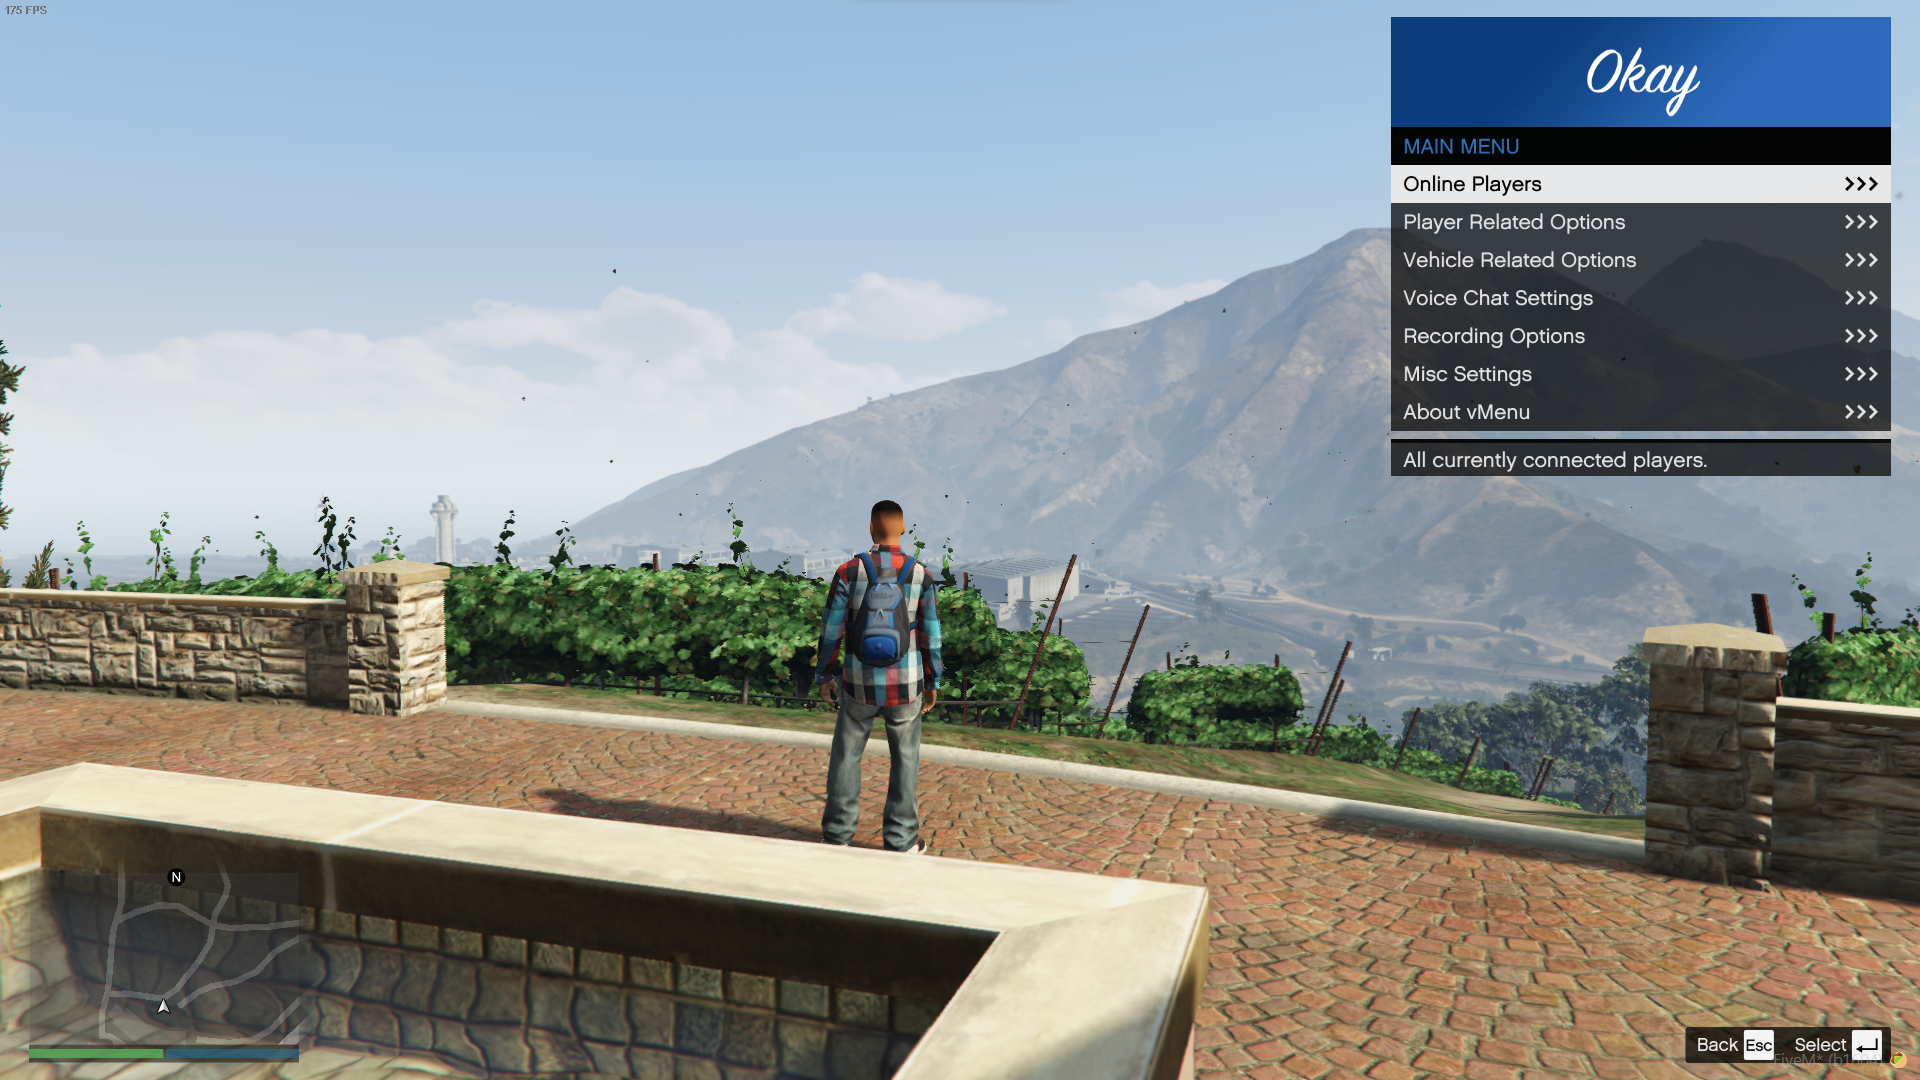 175 FPS
Okay
MAIN MENU
Online Players >>>
Player Related Options >>>
Vehicle Related Options >>>
Voice Chat Settings >>>
Recording Options >>>
Misc Settings >>>
About vMenu >>>
All currently connected players.
N
Back Esc Select
FiveM*